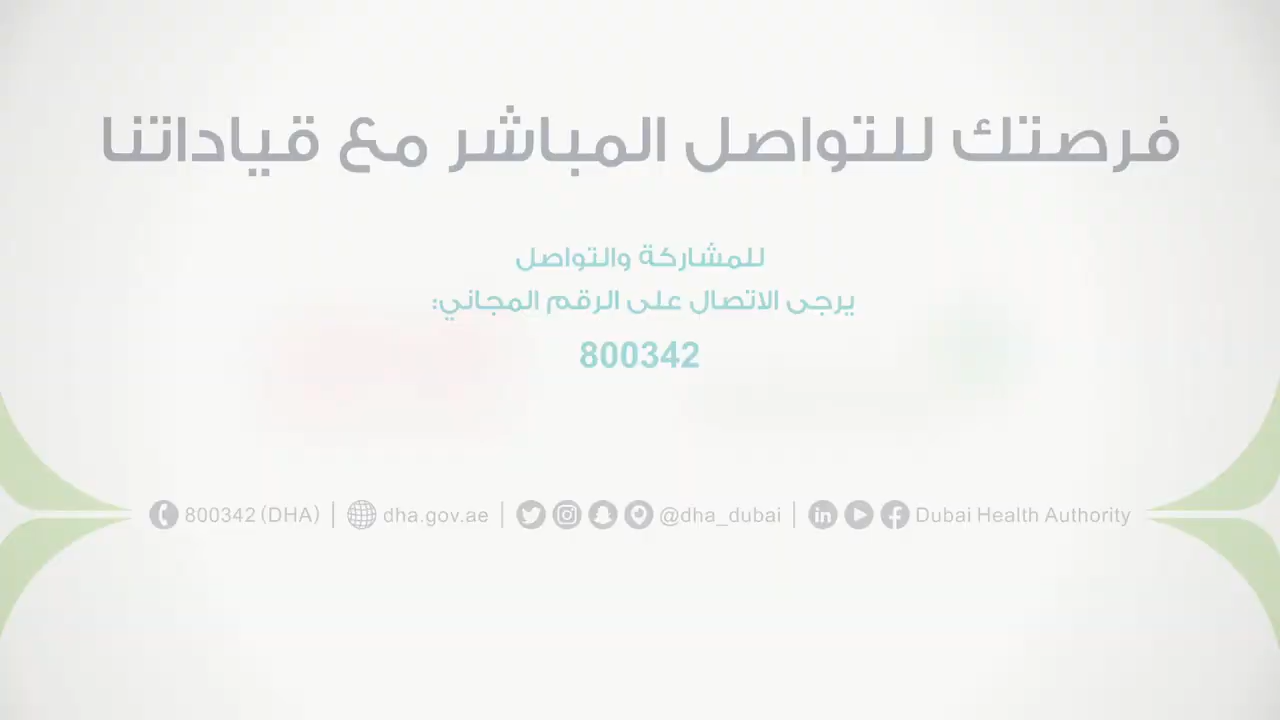 فرصتك للتواصل المباشر مع قياداتنا
للمشاركة والتواصل
يرجى الاتصال على الرقم المجاني:
800342
800342 (DHA) | dha.gov.ae | @dha_dubai | Dubai Health Authority